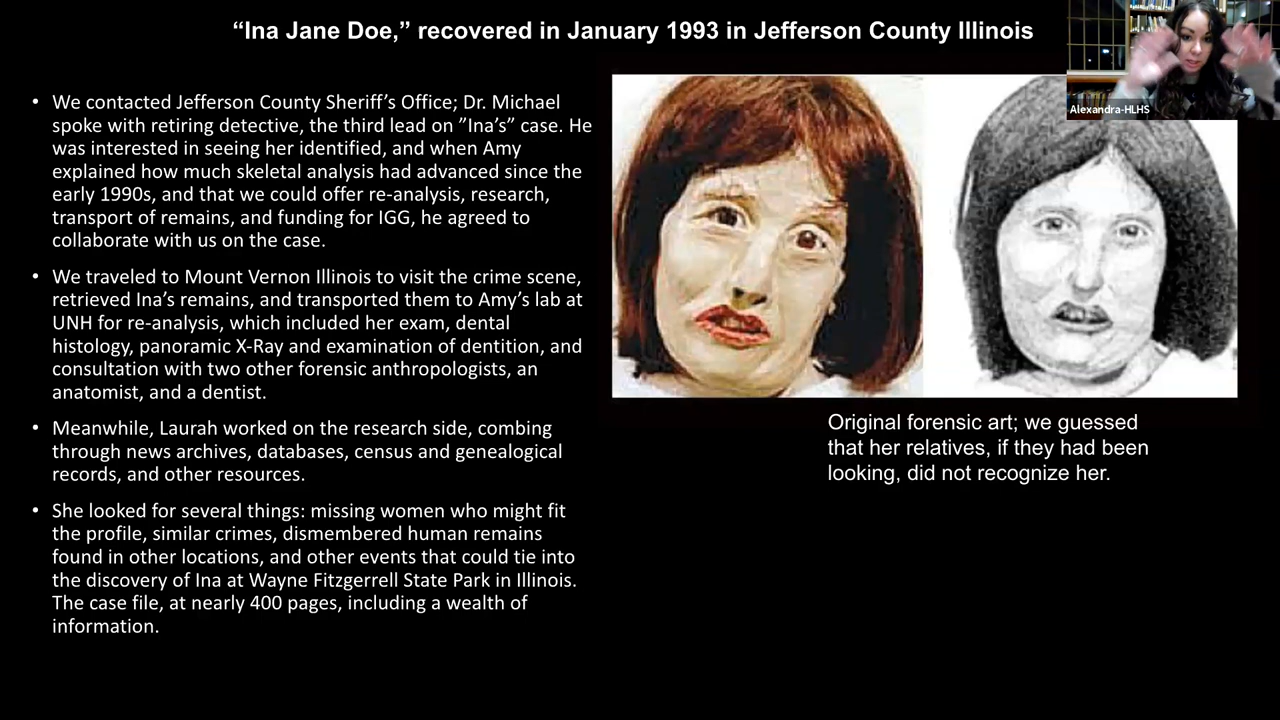 “Ina Jane Doe,” recovered in January 1993 in Jefferson County Illinois
Alexandra-HLHS
• We contacted Jefferson County Sheriff’s Office; Dr. Michael
spoke with retiring detective, the third lead on ”Ina’s” case. He
was interested in seeing her identified, and when Amy
explained how much skeletal analysis had advanced since the
early 1990s, and that we could offer re-analysis, research,
transport of remains, and funding for IGG, he agreed to
collaborate with us on the case.
• We traveled to Mount Vernon Illinois to visit the crime scene,
retrieved Ina’s remains, and transported them to Amy’s lab at
UNH for re-analysis, which included her exam, dental
histology, panoramic X-Ray and examination of dentition, and
consultation with two other forensic anthropologists, an
anatomist, and a dentist.
• Meanwhile, Laurah worked on the research side, combing
through news archives, databases, census and genealogical
records, and other resources.
• She looked for several things: missing women who might fit
the profile, similar crimes, dismembered human remains
found in other locations, and other events that could tie into
the discovery of Ina at Wayne Fitzgerrell State Park in Illinois.
The case file, at nearly 400 pages, including a wealth of
information.
Original forensic art; we guessed
that her relatives, if they had been
looking, did not recognize her.